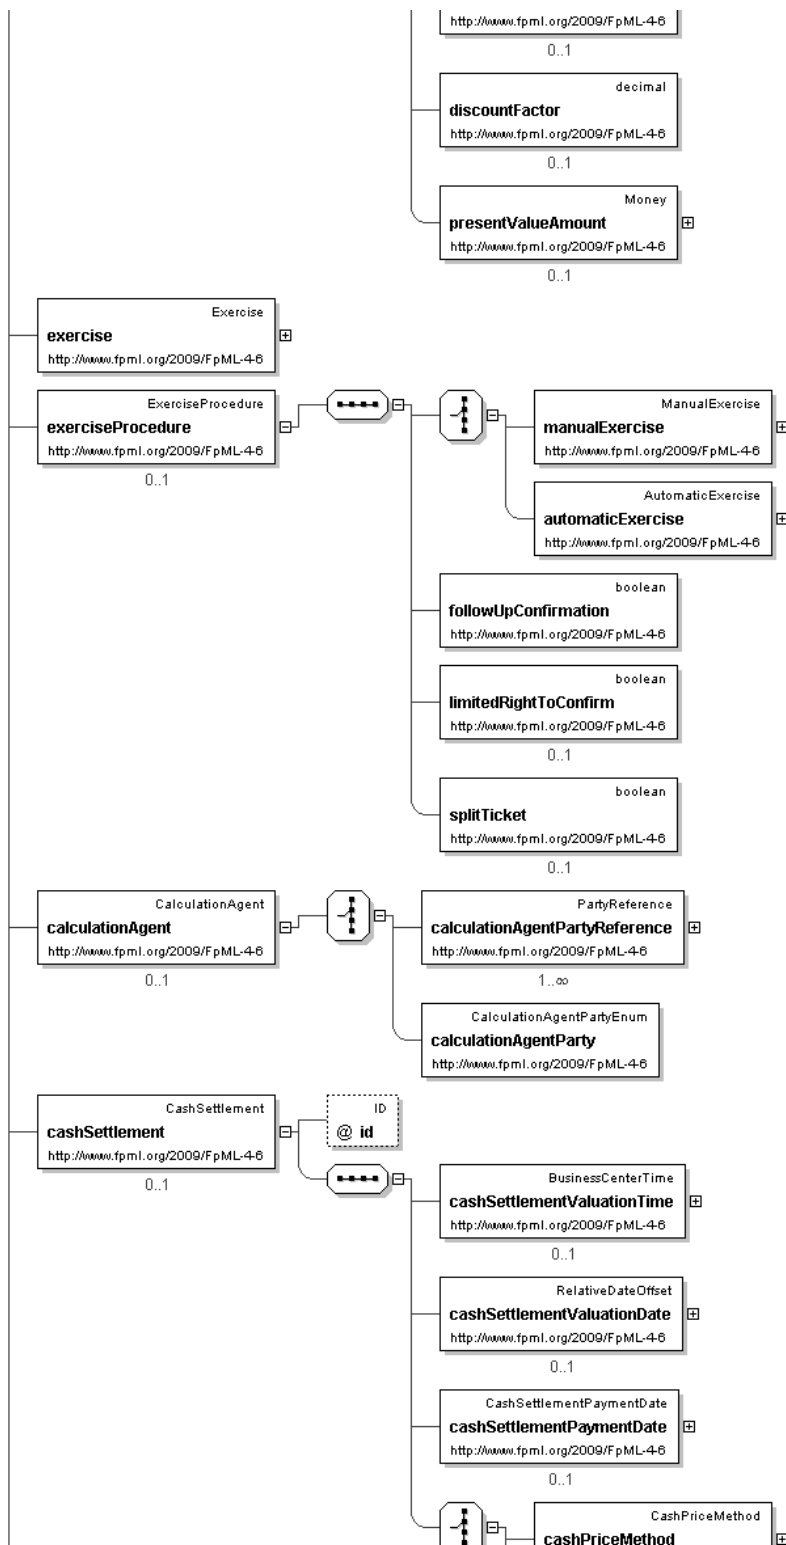 http://www.fpml.org/2009/FpML-4-6
0..1
decimal
discountFactor
http://www.fpml.org/2009/FpML-4-6
0..1
Money
presentValueAmount
http://www.fpml.org/2009/FpML-4-6
0..1
Exercise
exercise
http://www.fpml.org/2009/FpML-4-6
ExerciseProcedure
exerciseProcedure
http://www.fpml.org/2009/FpML-4-6
0..1
ManualExercise
manualExercise
http://www.fpml.org/2009/FpML-4-6
AutomaticExercise
automaticExercise
http://www.fpml.org/2009/FpML-4-6
boolean
followUpConfirmation
http://www.fpml.org/2009/FpML-4-6
boolean
limitedRightToConfirm
http://www.fpml.org/2009/FpML-4-6
0..1
boolean
splitTicket
http://www.fpml.org/2009/FpML-4-6
0..1
CalculationAgent
calculationAgent
http://www.fpml.org/2009/FpML-4-6
0..1
PartyReference
calculationAgentPartyReference
http://www.fpml.org/2009/FpML-4-6
1..∞
CalculationAgentPartyEnum
calculationAgentParty
http://www.fpml.org/2009/FpML-4-6
CashSettlement
cashSettlement
http://www.fpml.org/2009/FpML-4-6
0..1
ID
@ id
BusinessCenterTime
cashSettlementValuationTime
http://www.fpml.org/2009/FpML-4-6
0..1
RelativeDateOffset
cashSettlementValuationDate
http://www.fpml.org/2009/FpML-4-6
0..1
CashSettlementPaymentDate
cashSettlementPaymentDate
http://www.fpml.org/2009/FpML-4-6
0..1
CashPriceMethod
cashPriceMethod